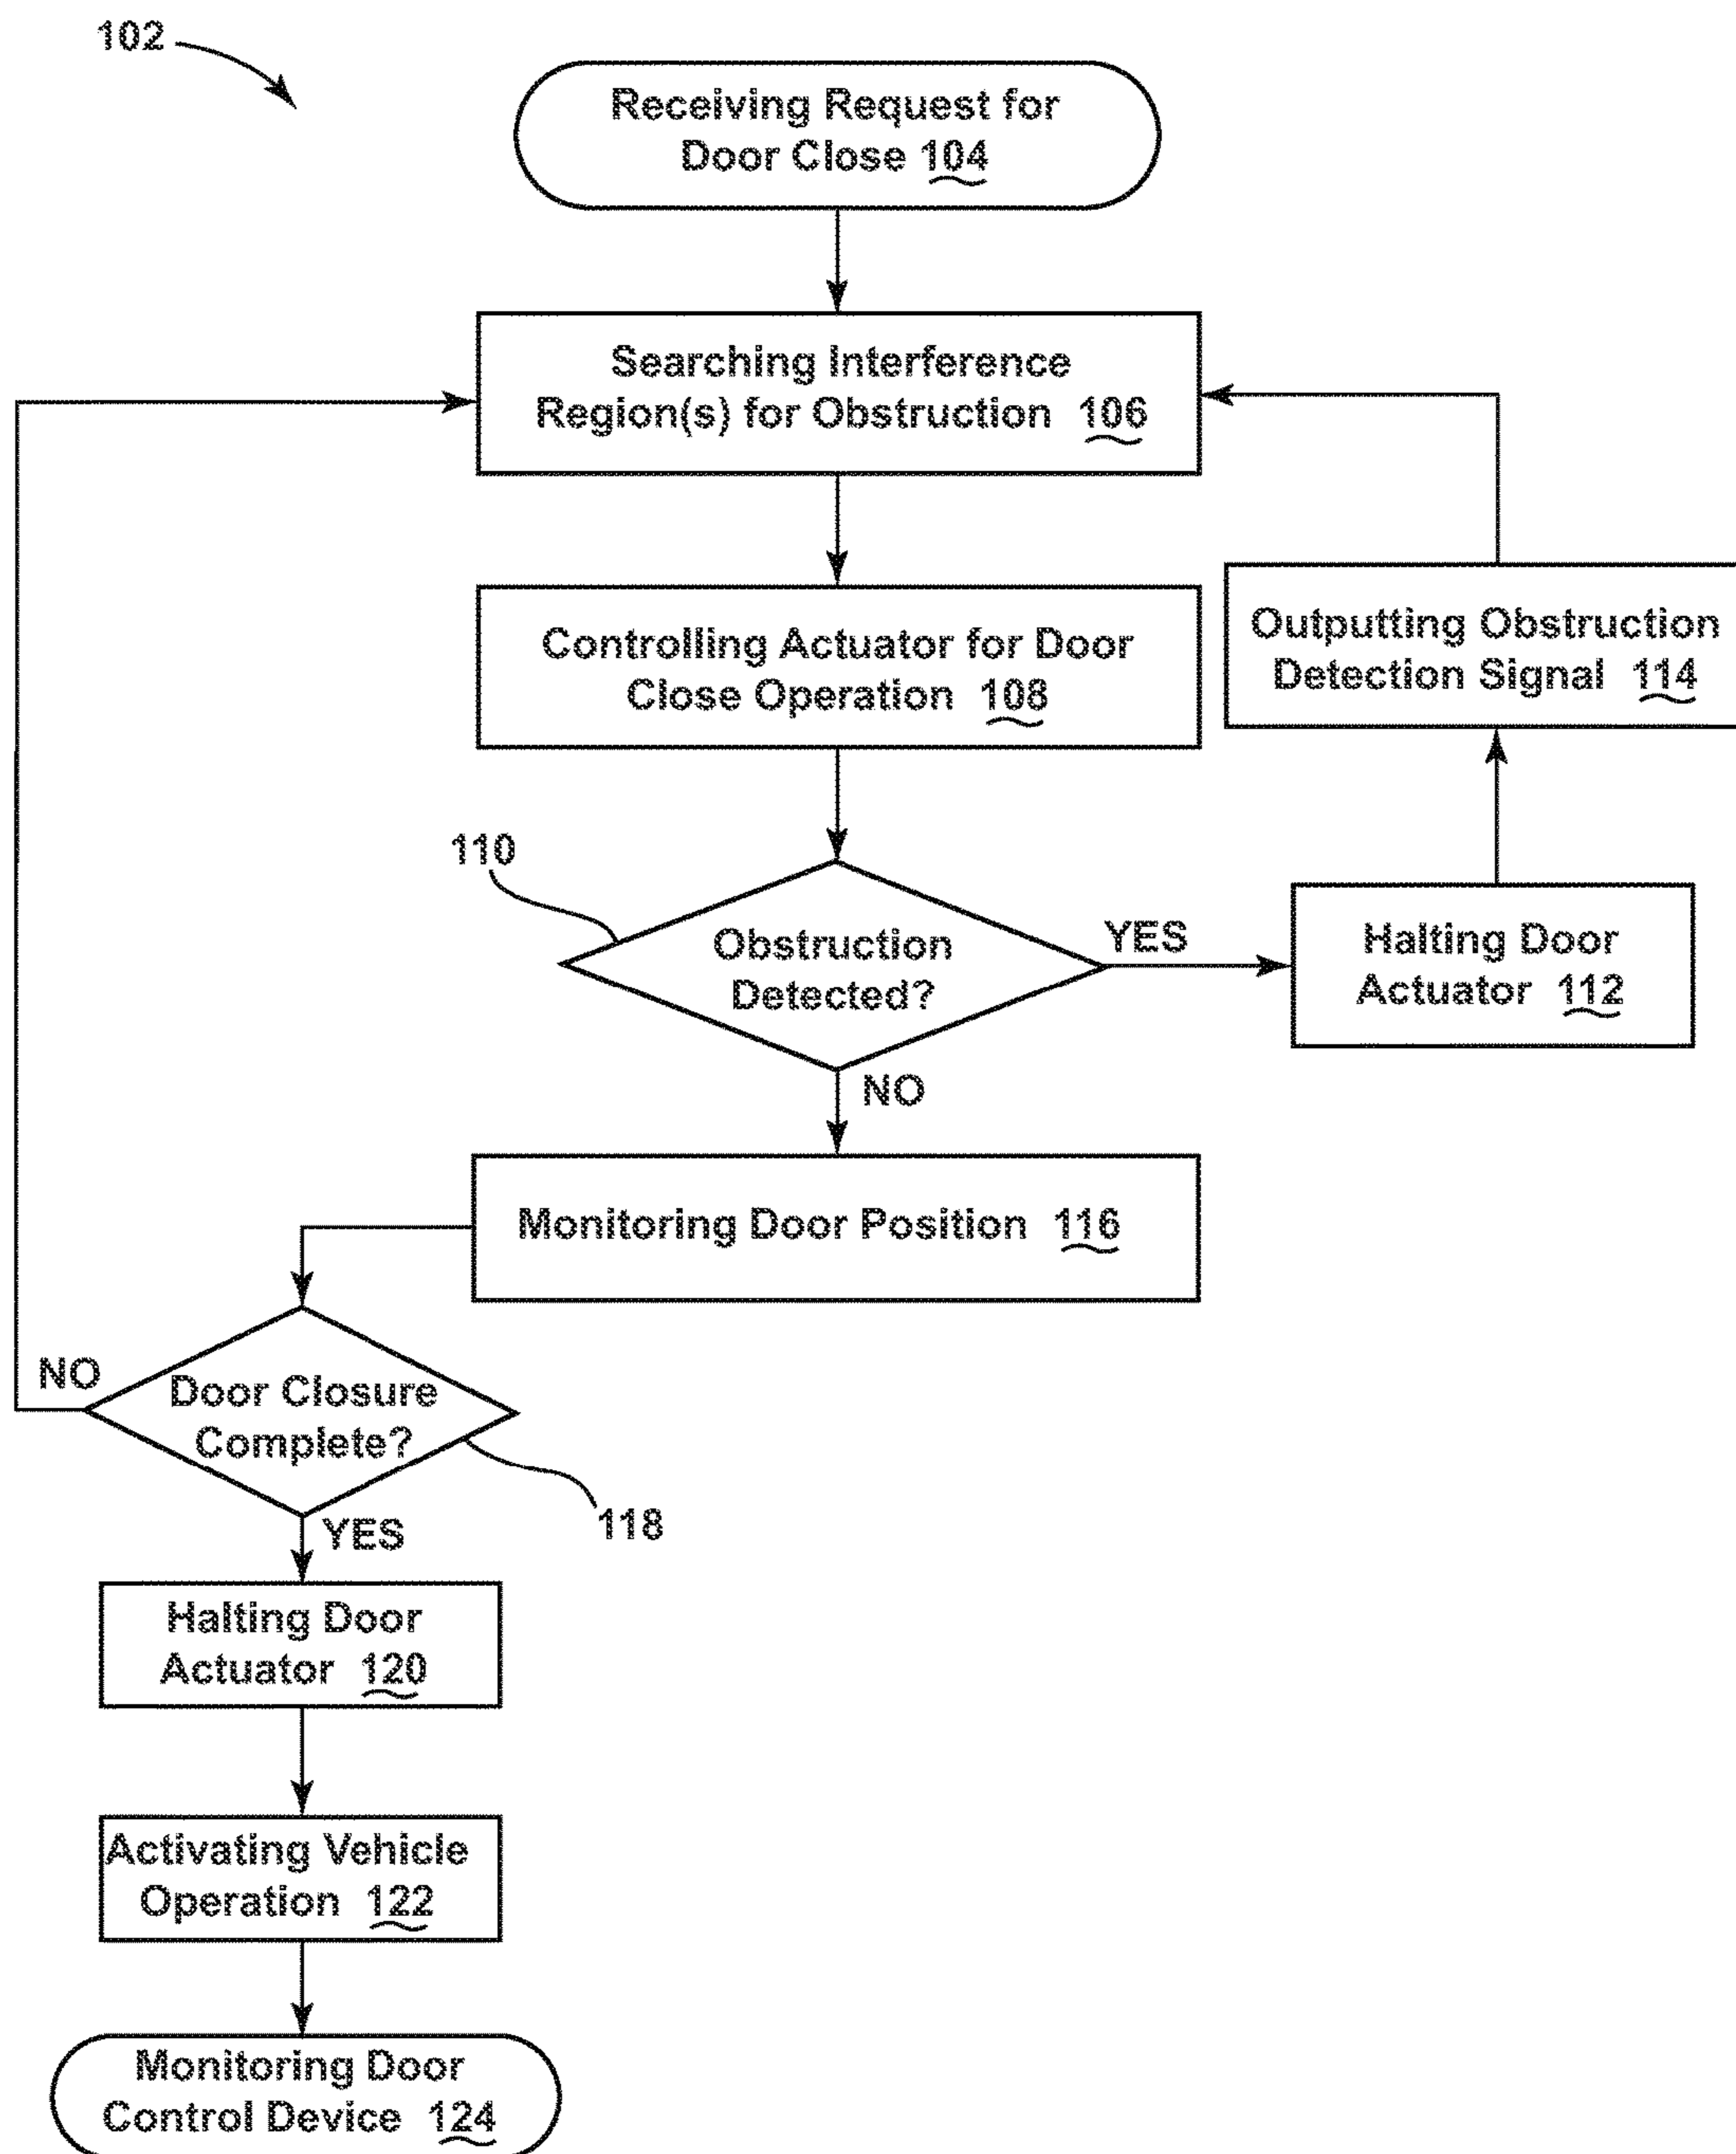 102
Receiving Request for
Door Close 104
Searching Interference
Region(s) for Obstruction 106
Controlling Actuator for Door
Close Operation 108
Outputting Obstruction
Detection Signal 114
110
Obstruction
Detected?
YES
Halting Door
Actuator 112
NO
Monitoring Door Position 116
NO
Door Closure
Complete?
118
YES
Halting Door
Actuator 120
Activating Vehicle
Operation 122
Monitoring Door
Control Device 124